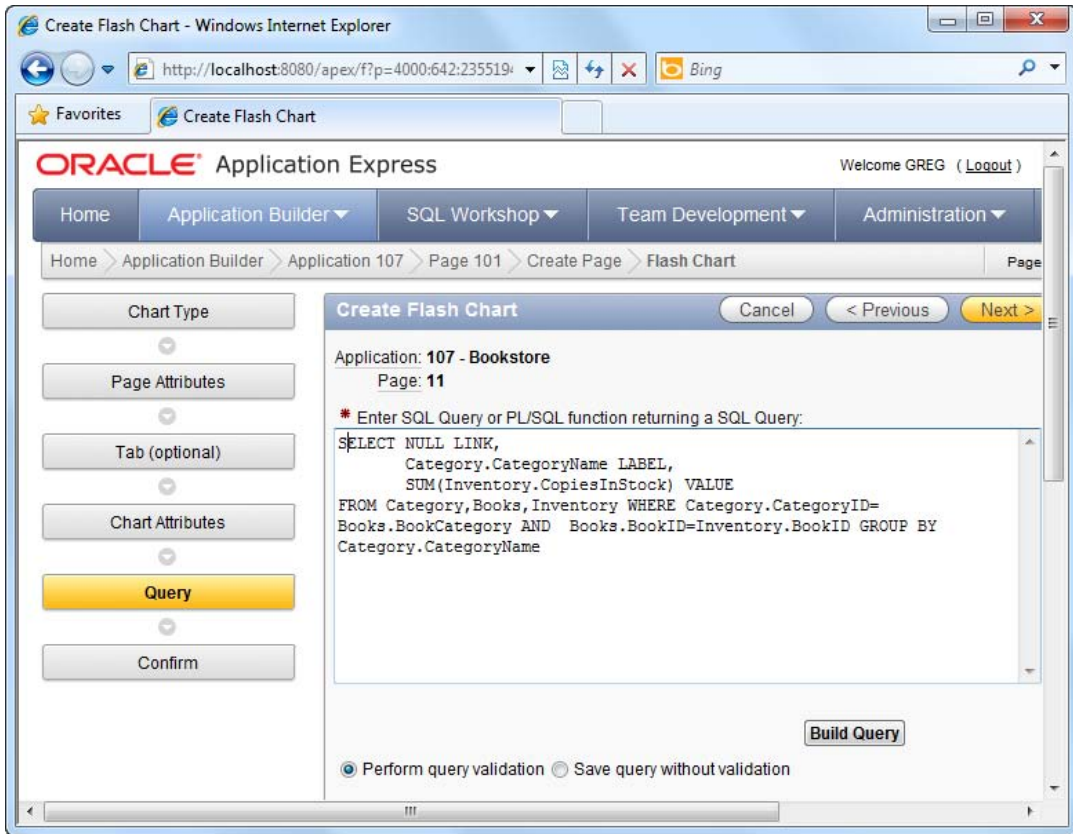 Create Flash Chart - Windows Internet Explorer
http://localhost:8080/apex/f?p=4000:642:235519
Bing
Favorites
Create Flash Chart
ORACLE Application Express
Welcome GREG ( Logout )
Home
Application Builder
SQL Workshop
Team Development
Administration
Home
Application Builder
Application 107
Page 101
Create Page
Flash Chart
Page
Chart Type
Page Attributes
Tab (optional)
Chart Attributes
Query
Confirm
Create Flash Chart
Cancel
< Previous
Next >
Application: 107 - Bookstore
Page: 11
* Enter SQL Query or PL/SQL function returning a SQL Query:
SELECT NULL LINK,
Category.CategoryName LABEL,
SUM(Inventory.CopiesInStock) VALUE
FROM Category,Books,Inventory WHERE Category.CategoryID=
Books.BookCategory AND  Books.BookID=Inventory.BookID GROUP BY
Category.CategoryName
Build Query
Perform query validation
Save query without validation